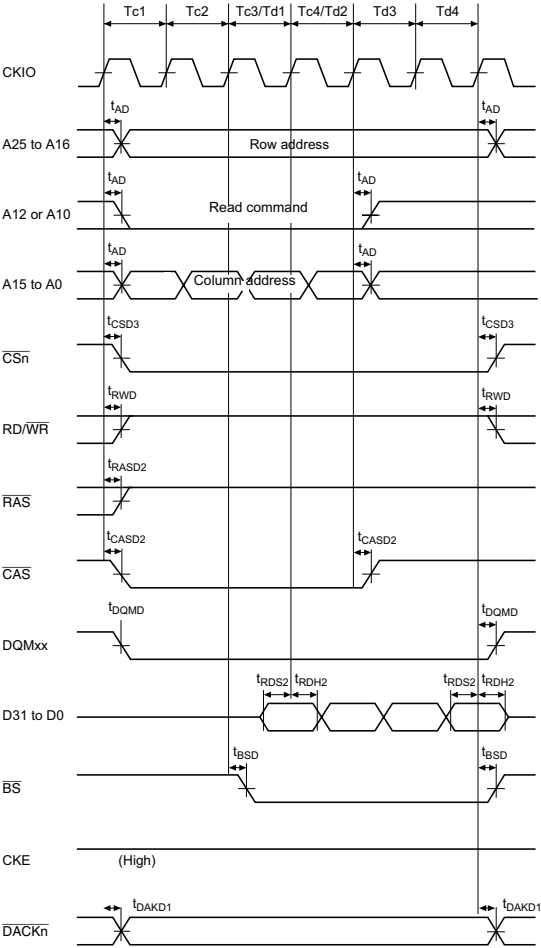 Tc1 Tc2 Tc3/Td1 Tc4/Td2 Td3 Td4
CKIO
tAD tAD
A25 to A16 Row address
tAD tAD
A12 or A10 Read command
tAD tAD
A15 to A0 Column address
tCSD3 tCSD3
CSn
tRWD tRWD
RD/WR
tRASD2
RAS
tCASD2 tCASD2
CAS
tDQMD tDQMD
DQMxx
tRDS2 tRDH2 tRDS2 tRDH2
D31 to D0
tBSD tBSD
BS
CKE (High)
tDAKD1 tDAKD1
DACKn